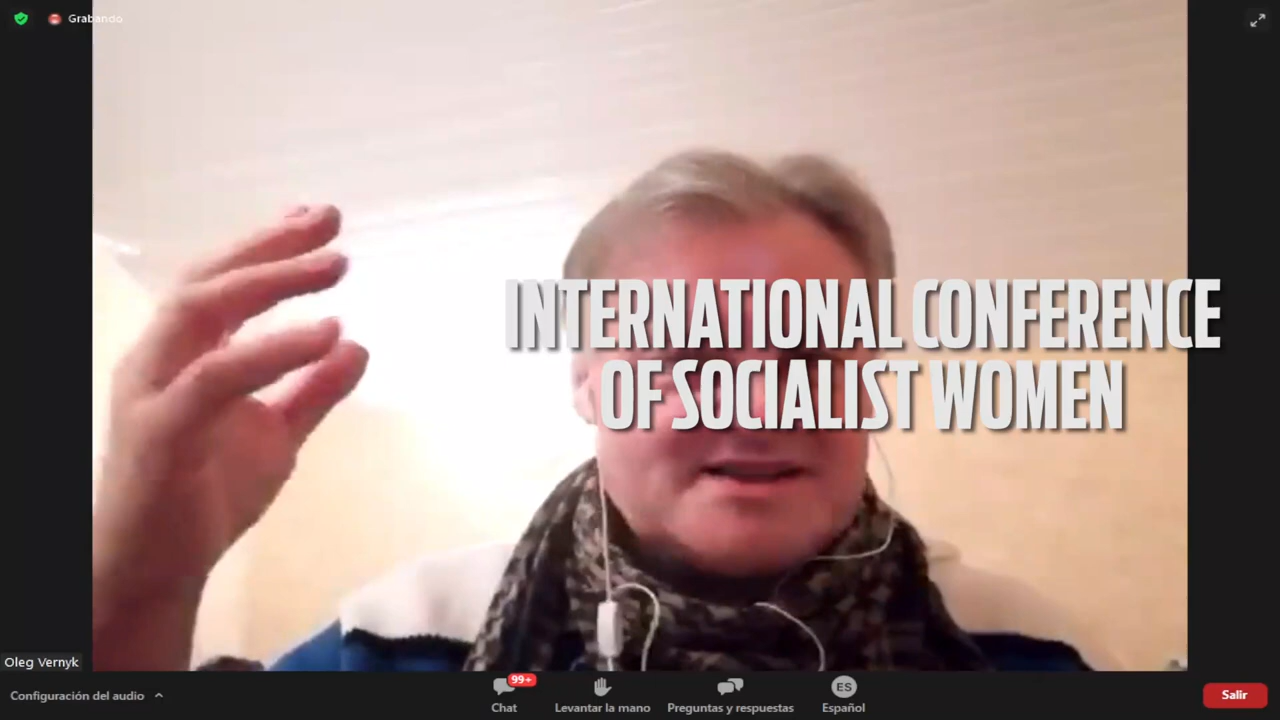 Grabando
INTERNATIONAL CONFERENCE
OF SOCIALIST WOMEN
Oleg Vernyk
Configuración del audio
99+
Chat
Levantar la mano
Preguntas y respuestas
ES
Español
Salir